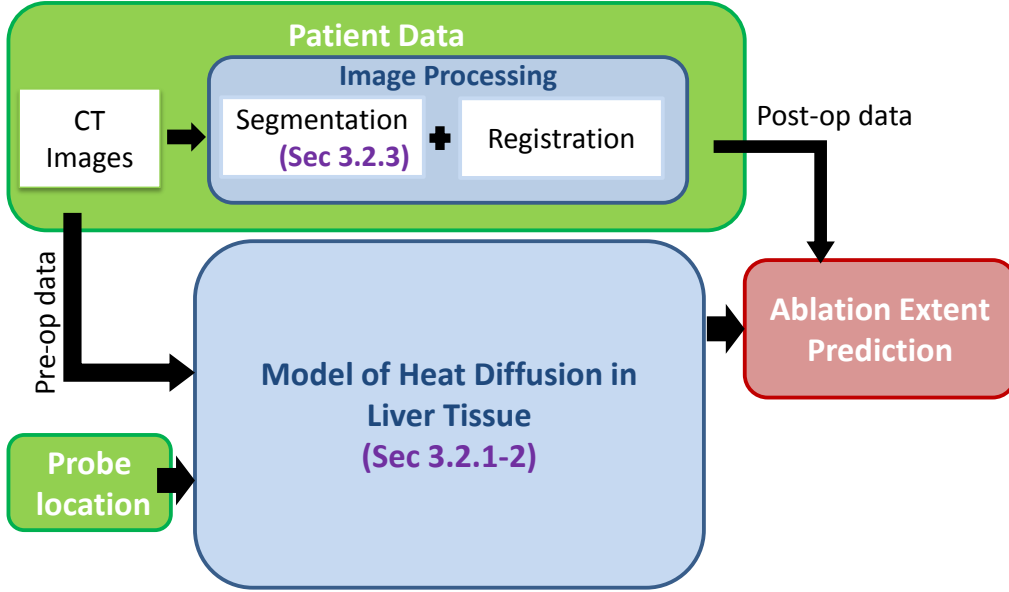 Patient Data
Image Processing
CT
Images
Segmentation
(Sec 3.2.3)
Registration
Post-op data
Pre-op data
Model of Heat Diffusion in
Liver Tissue
(Sec 3.2.1-2)
Ablation Extent
Prediction
Probe
location